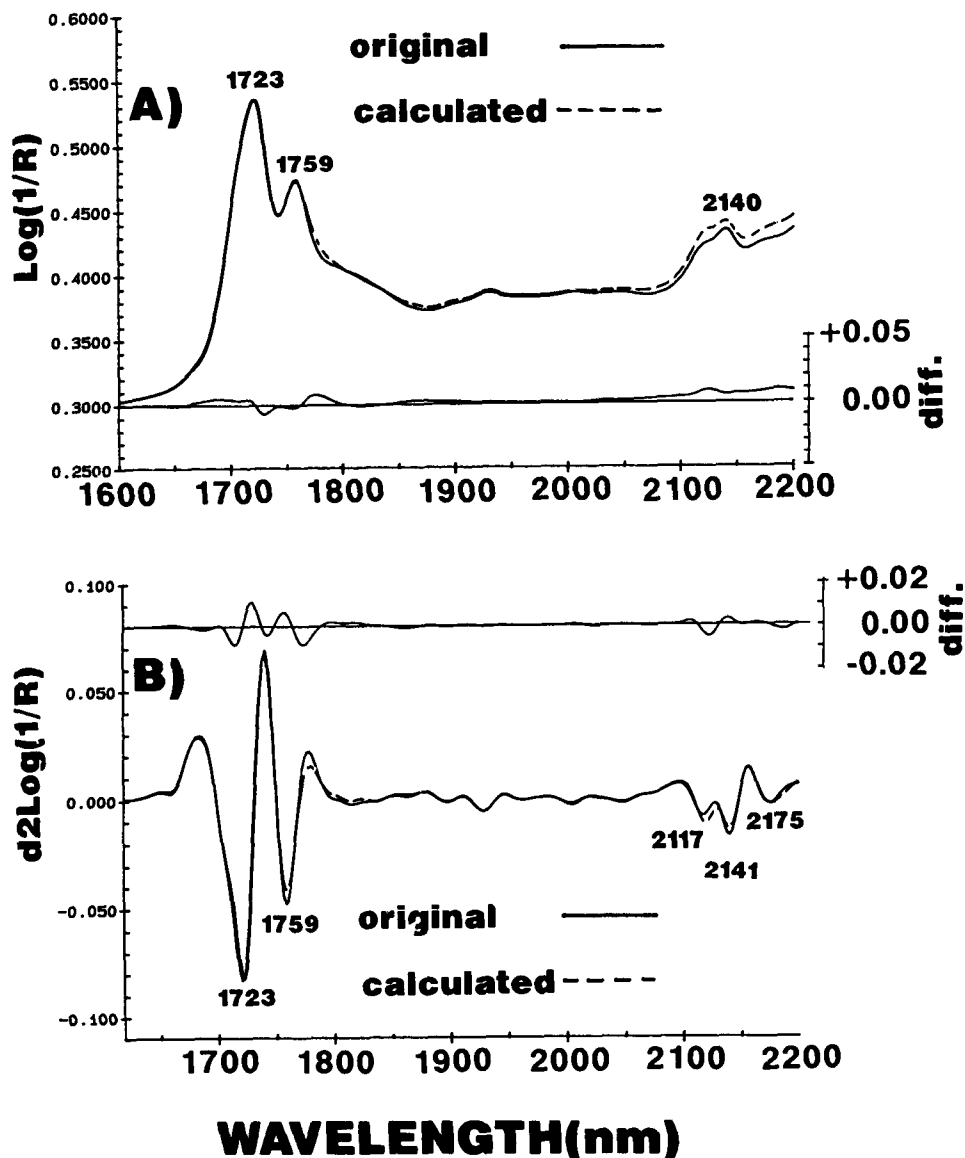 0.6000
original
1723
0.5500
A)
calculated
0.5000
1759
Log(1/R)
0.4500
2140
0.4000
0.3500
+0.05
0.3000
0.00
diff.
0.2500
1600 1700 1800 1900 2000 2100 2200
0.100
+0.02
0.00
diff.
-0.02
B)
0.050
d2Log(1/R)
0.000
2117
2175
2141
-0.050
1759
original
calculated
1723
-0.100
1700 1800 1900 2000 2100 2200
WAVELENGTH(nm)